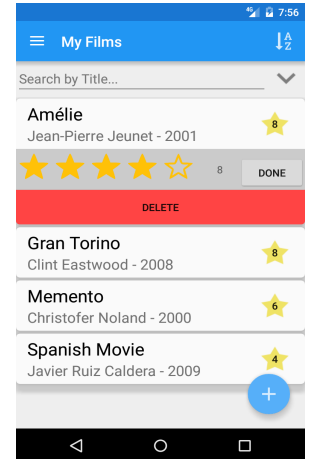 4G 7:56
My Films
A
Z
Search by Title...
Amélie
Jean-Pierre Jeunet - 2001
8
8
DONE
DELETE
Gran Torino
Clint Eastwood - 2008
8
Memento
Christofer Noland - 2000
6
Spanish Movie
Javier Ruiz Caldera - 2009
4
+